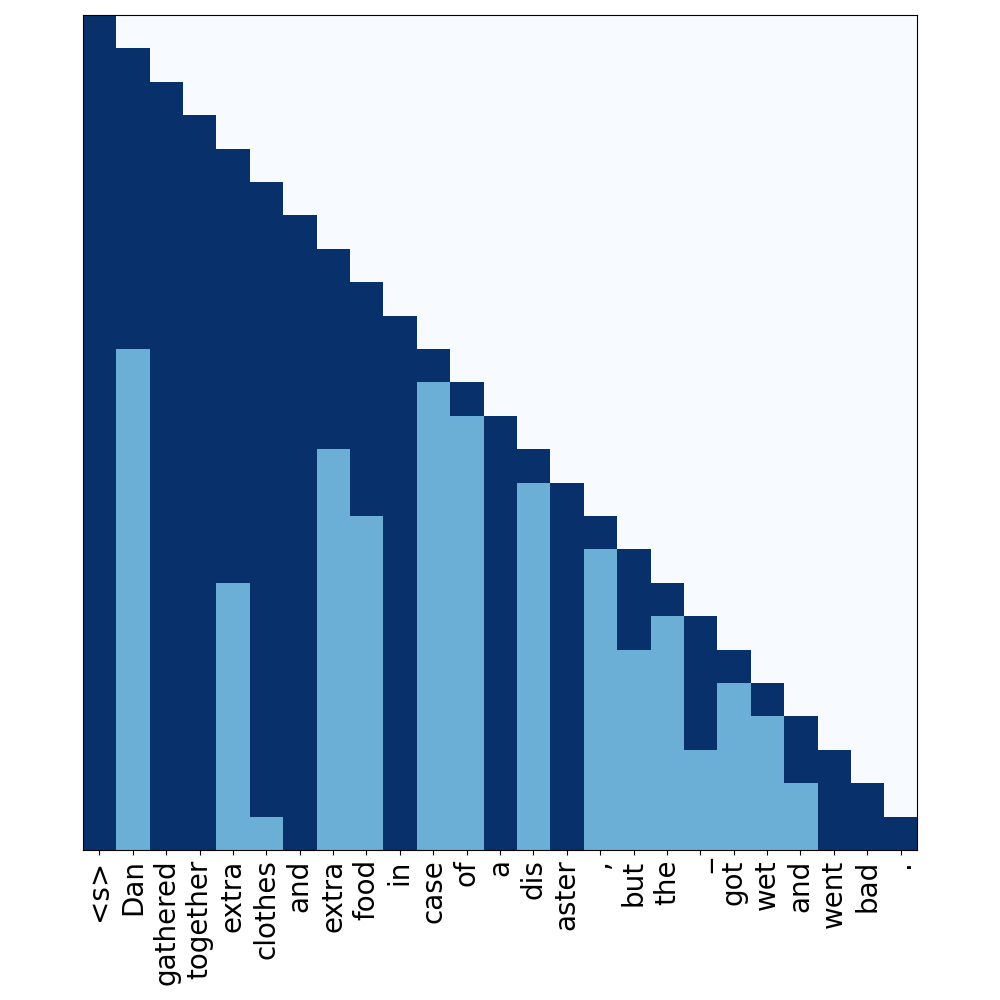 <s> Dan gathered together extra clothes and extra food in case of a dis aster , but the _ got wet and went bad .